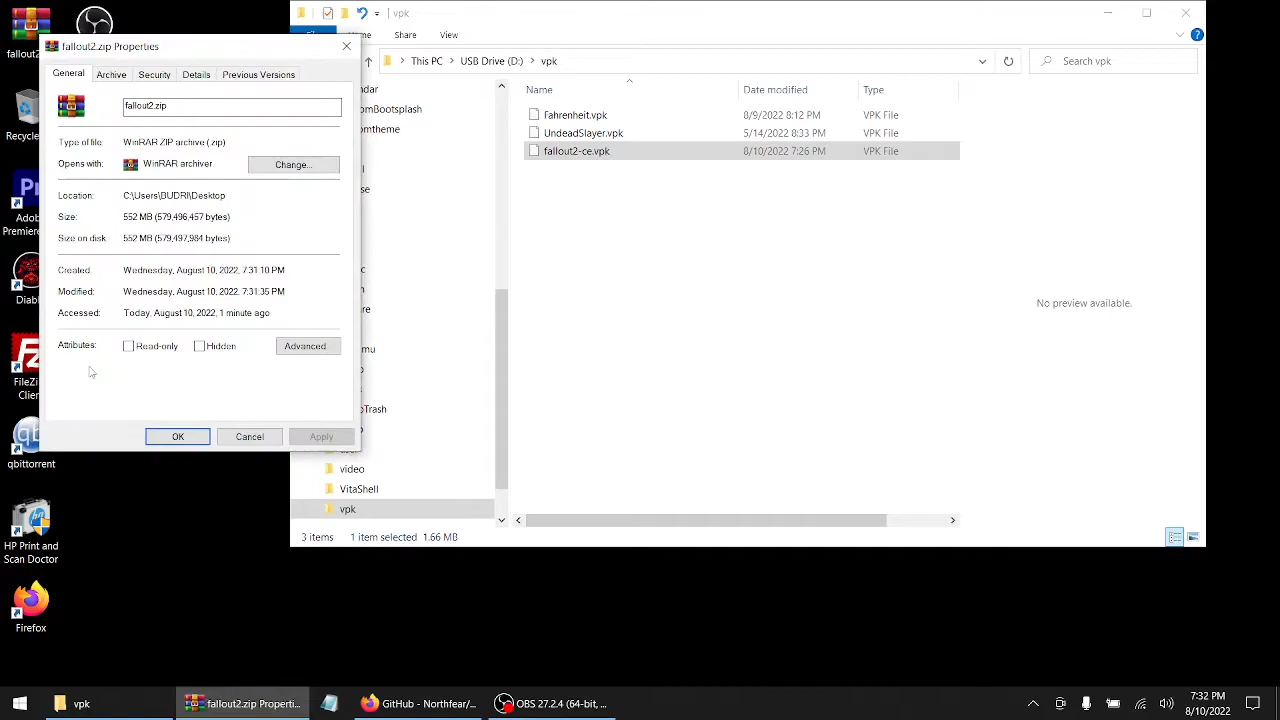 fallout2.zip Properties
General
Archive
Security
Details
Previous Versions
fallout2.zip
Type of file:
WinRAR ZIP archive (.zip)
Opens with:
WinRAR archiver
Change...
Location:
C:\Users\BUDRI\Desktop
Size:
552 MB (579,496,457 bytes)
Size on disk
552 MB (579,497,984 bytes)
Created
Wednesday, August 10, 2022, 7:31:10 PM
Modified:
Wednesday, August 10, 2022, 7:31:35 PM
Accessed:
Today, August 10, 2022, 1 minute ago
Attributes:
Read-only
Hidden
Advanced
OK
Cancel
Apply
vpk
Share
View
This PC
USB Drive (D:)
vpk
Search vpk
Name
Date modified
Type
Fahrenheit.vpk
8/9/2022 8:12 PM
VPK File
UndeadSlayer.vpk
5/14/2022 8:33 PM
VPK File
fallout2-ce.vpk
8/10/2022 7:26 PM
VPK File
No preview available.
video
VitaShell
vpk
3 items
1 item selected
1.66 MB
qbittorrent
HP Print and
Scan Doctor
Firefox
vpk
fallout2.zip Properti...
GitHub - Northfear/...
OBS 27.2.4 (64-bit, ...
7:32 PM
8/10/2022